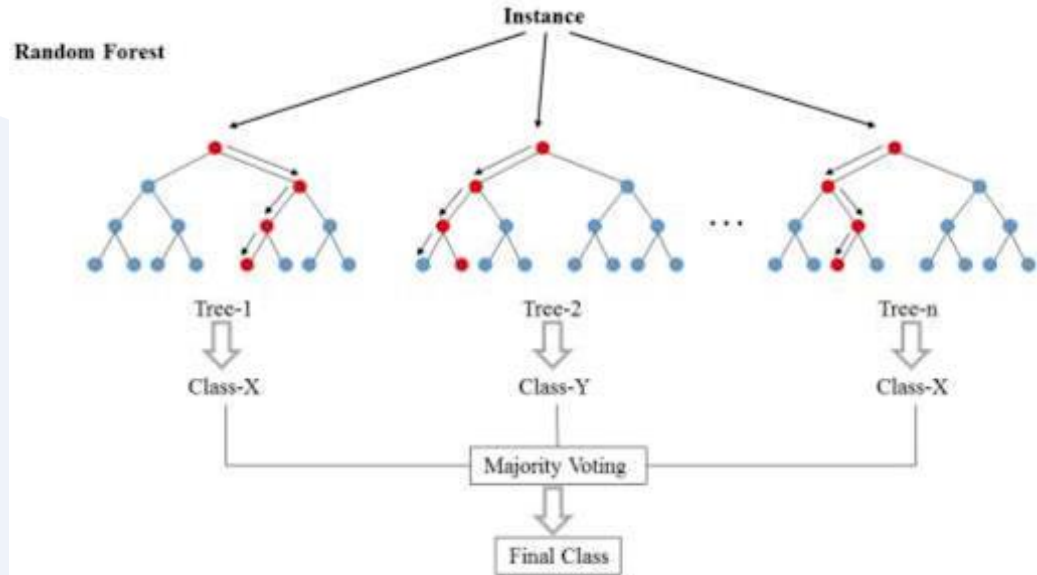 Instance
Random Forest
...
Tree-1
Tree-2
Tree-n
Class-X
Class-Y
Class-X
Majority Voting
Final Class